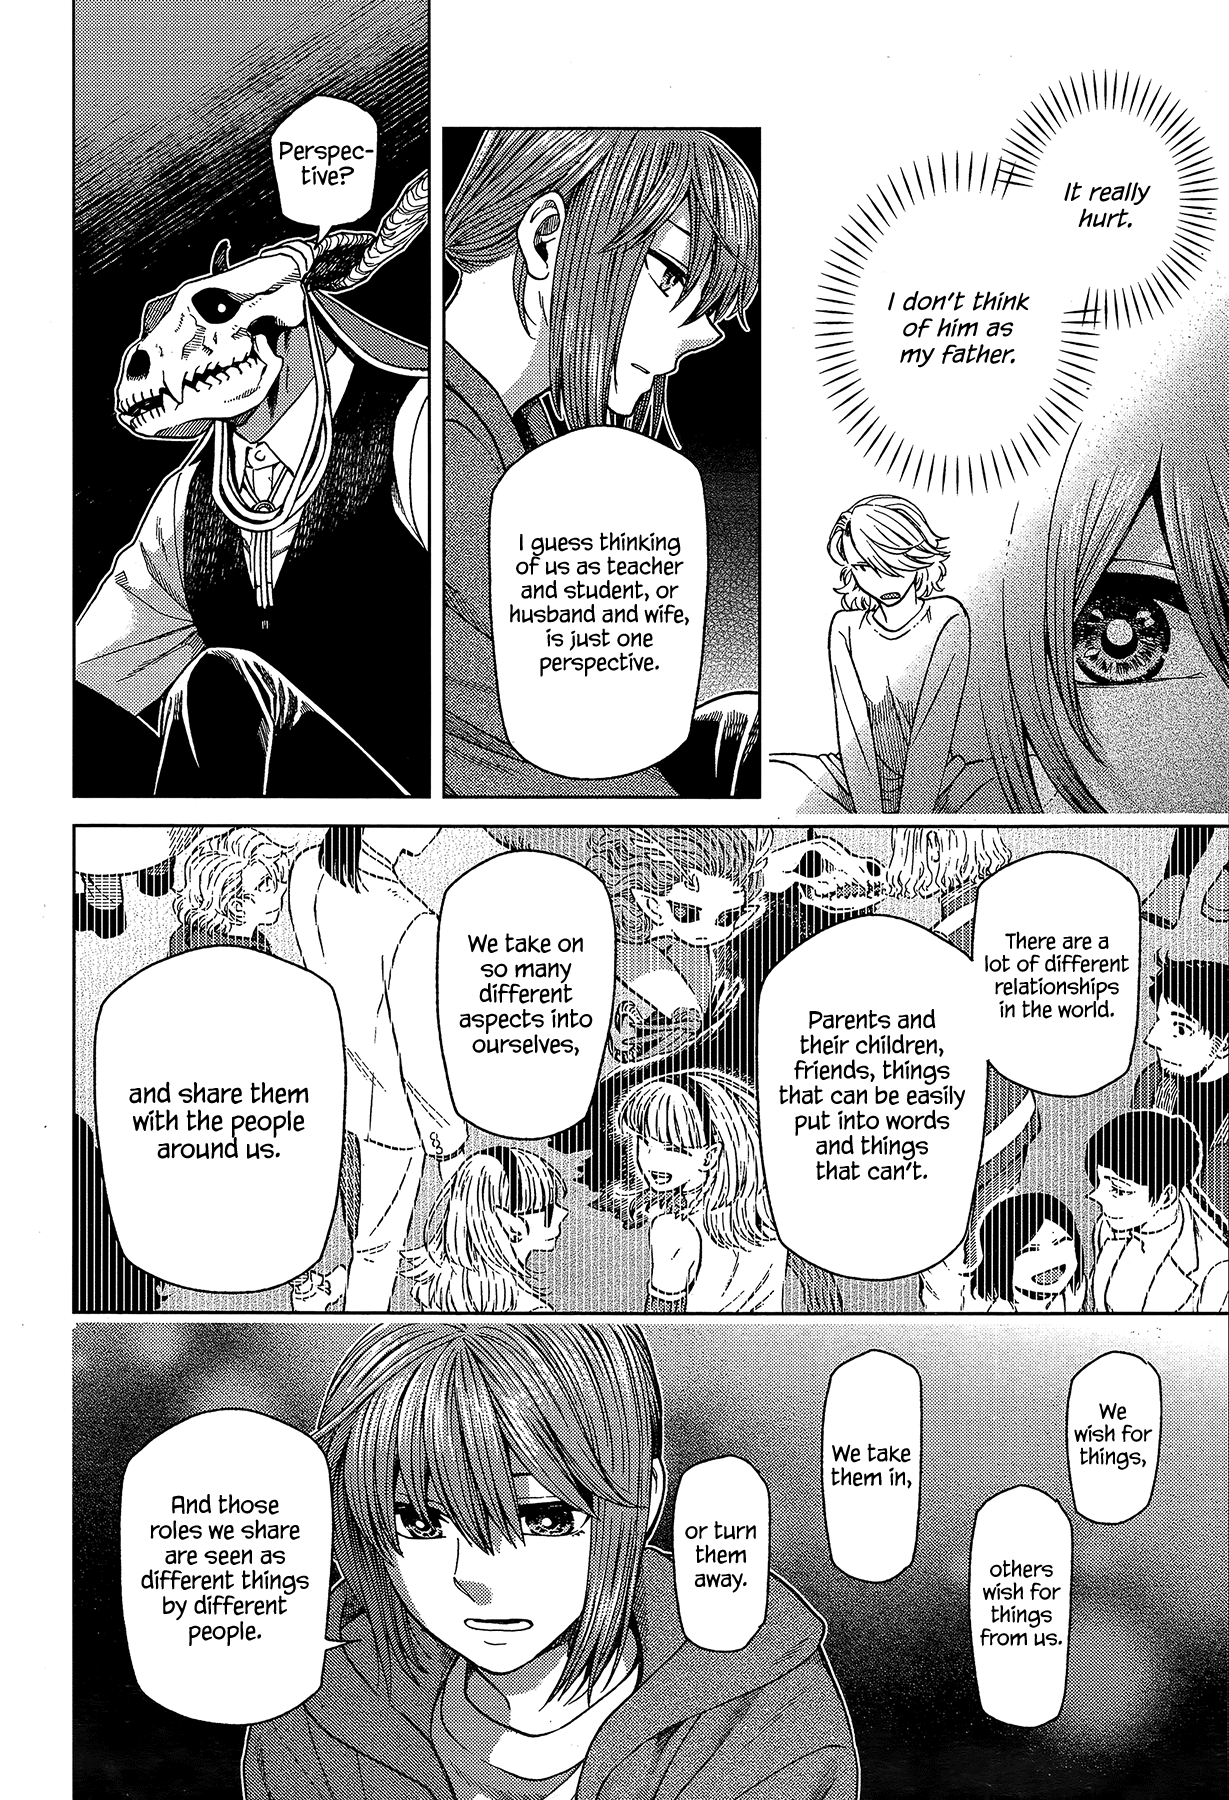 It really
hurt.
I don't think
of him as
my father.
I guess thinking
of us as teacher
and student, or
husband and wife,
is just one
perspective.
Perspec-
tive?
There are a
lot of different
relationships
in the world.
Parents and
their children,
friends, things
that can be easily
put into words
and things
that can't.
We take on
so many
different
aspects into
ourselves,
and share them
with the people
around us.
We
wish for
things,
others
wish for
things
from us.
We take
them in,
or turn
them
away.
And those
roles we share
are seen as
different things
by different
people.